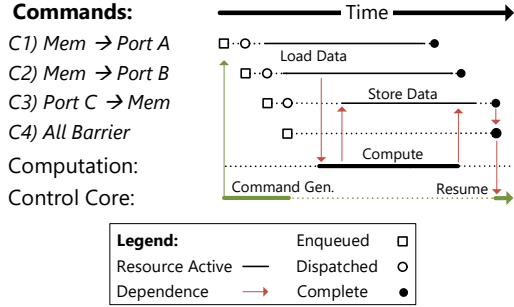 Commands:
Time
C1) Mem → Port A
Load Data
C2) Mem → Port B
C3) Port C → Mem
Store Data
C4) All Barrier
Computation:
Compute
Control Core:
Command Gen.
Resume
Legend:
Enqueued
Resource Active
Dispatched
Dependence
Complete